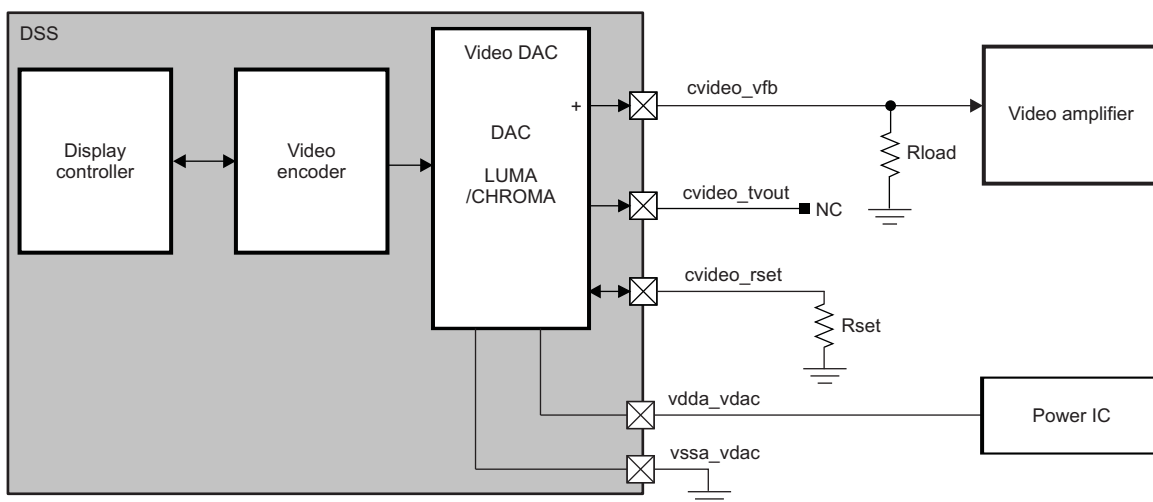 DSS
Display
controller
Video
encoder
Video DAC
+
DAC
LUMA
/CHROMA
cvideo_vfb
Rload
Video amplifier
cvideo_tvout
NC
cvideo_rset
Rset
vdda_vdac
Power IC
vssa_vdac